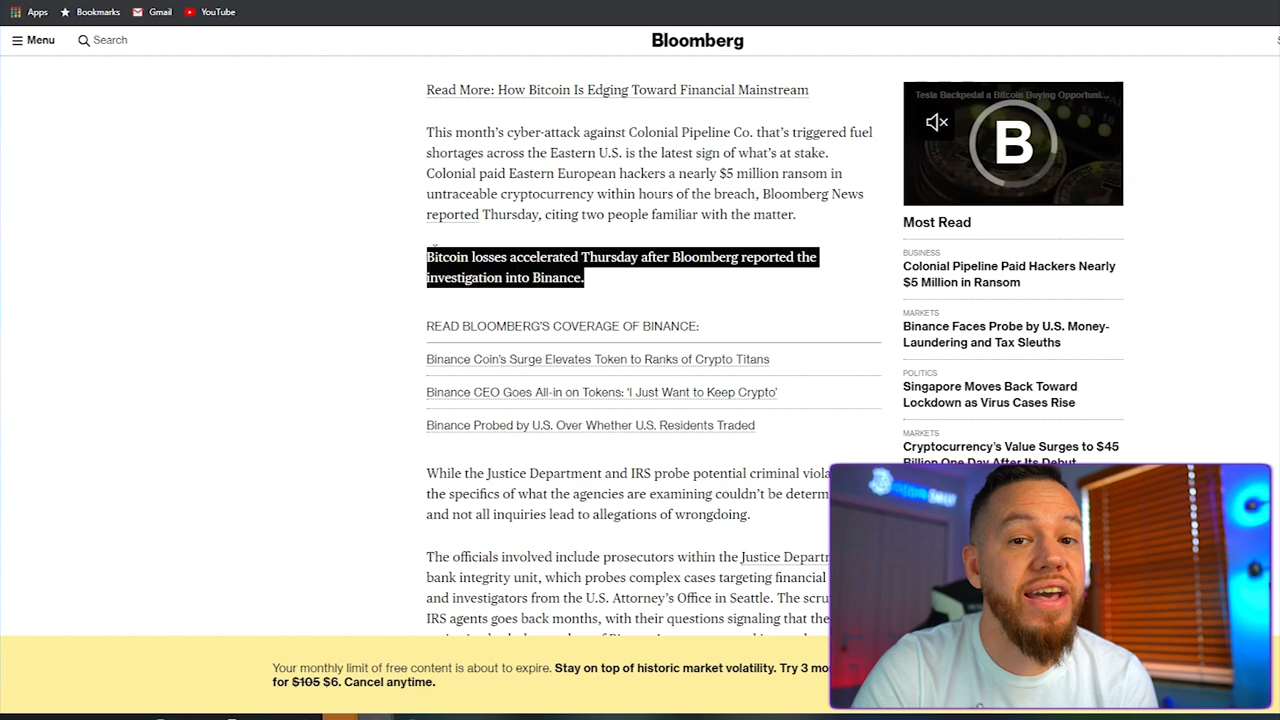 Apps Bookmarks Gmail YouTube
Menu Search Bloomberg
Read More: How Bitcoin Is Edging Toward Financial Mainstream
This month's cyber-attack against Colonial Pipeline Co. that's triggered fuel
shortages across the Eastern U.S. is the latest sign of what's at stake.
Colonial paid Eastern European hackers a nearly $5 million ransom in
untraceable cryptocurrency within hours of the breach, Bloomberg News
reported Thursday, citing two people familiar with the matter.
Bitcoin losses accelerated Thursday after Bloomberg reported the
investigation into Binance.
READ BLOOMBERG'S COVERAGE OF BINANCE:
Binance Coin's Surge Elevates Token to Ranks of Crypto Titans
Binance CEO Goes All-in on Tokens: 'I Just Want to Keep Crypto'
Binance Probed by U.S. Over Whether U.S. Residents Traded
While the Justice Department and IRS probe potential criminal viola
the specifics of what the agencies are examining couldn't be determ
and not all inquiries lead to allegations of wrongdoing.
The officials involved include prosecutors within the Justice Departm
bank integrity unit, which probes complex cases targeting financial
and investigators from the U.S. Attorney's Office in Seattle. The scru
IRS agents goes back months, with their questions signaling that the
Tesla Backpedal a Bitcoin Buying Opportuni...
B
Most Read
BUSINESS
Colonial Pipeline Paid Hackers Nearly
$5 Million in Ransom
MARKETS
Binance Faces Probe by U.S. Money-
Laundering and Tax Sleuths
POLITICS
Singapore Moves Back Toward
Lockdown as Virus Cases Rise
MARKETS
Cryptocurrency's Value Surges to $45
Billion One Day After Its Debut
Your monthly limit of free content is about to expire. Stay on top of historic market volatility. Try 3 mo
for $105 $6. Cancel anytime.